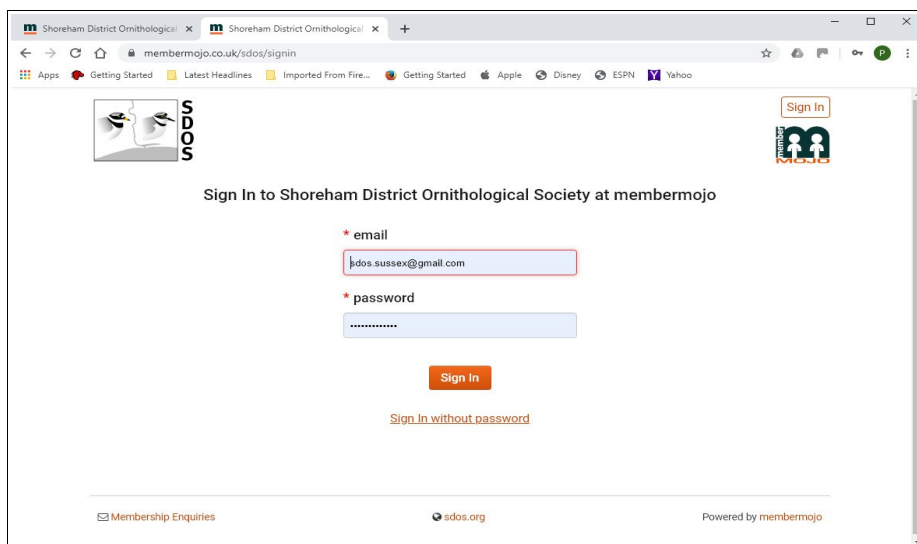 Shoreham District Ornithological
Shoreham District Ornithological
membermojo.co.uk/sdos/signin
P
Apps Getting Started Latest Headlines Imported From Fire... Getting Started Apple Disney ESPN Yahoo
SDOS
Sign In
member
MOJO
Sign In to Shoreham District Ornithological Society at membermojo
* email
sdos.sussex@gmail.com
* password
•••••••••••••
Sign In
Sign In without password
Membership Enquiries sdos.org Powered by membermojo